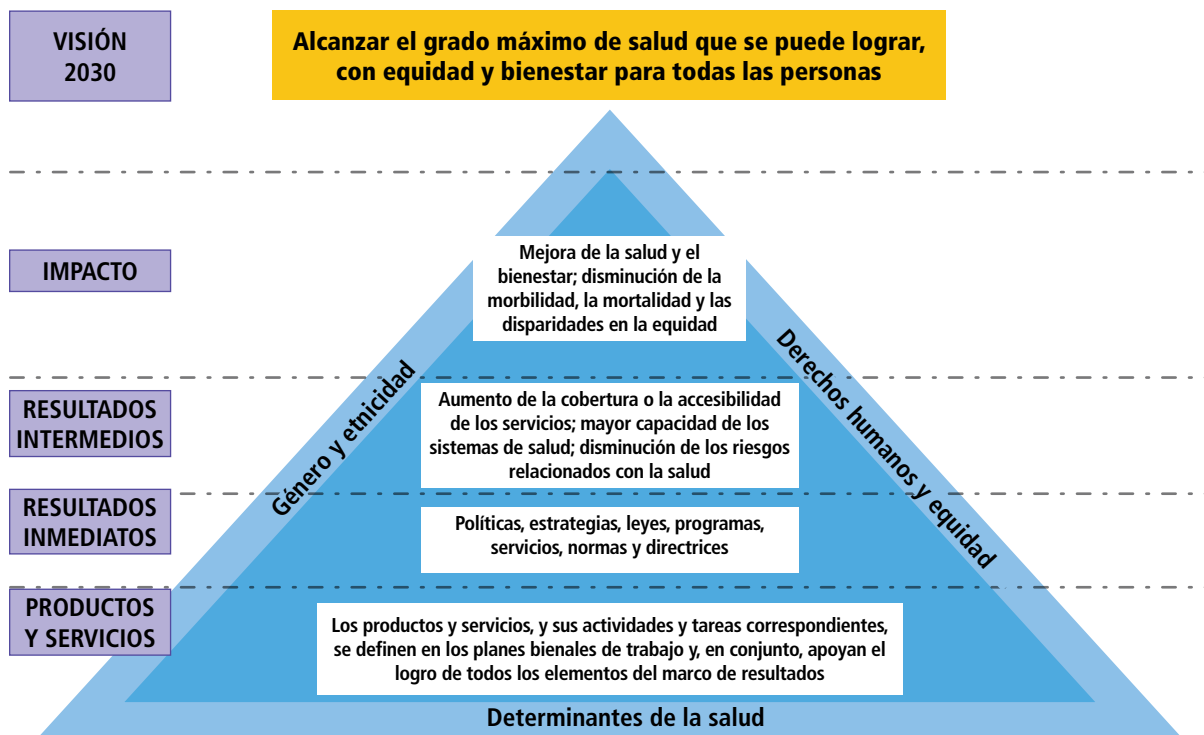 VISIÓN
2030
Alcanzar el grado máximo de salud que se puede lograr,
con equidad y bienestar para todas las personas
IMPACTO
Mejora de la salud y el
bienestar; disminución de la
morbilidad, la mortalidad y las
disparidades en la equidad
Género y etnicidad
Derechos humanos y equidad
RESULTADOS
INTERMEDIOS
Aumento de la cobertura o la accesibilidad
de los servicios; mayor capacidad de los
sistemas de salud; disminución de los riesgos
relacionados con la salud
RESULTADOS
INMEDIATOS
Políticas, estrategias, leyes, programas,
servicios, normas y directrices
PRODUCTOS
Y SERVICIOS
Los productos y servicios, y sus actividades y tareas correspondientes,
se definen en los planes bienales de trabajo y, en conjunto, apoyan el
logro de todos los elementos del marco de resultados
Determinantes de la salud